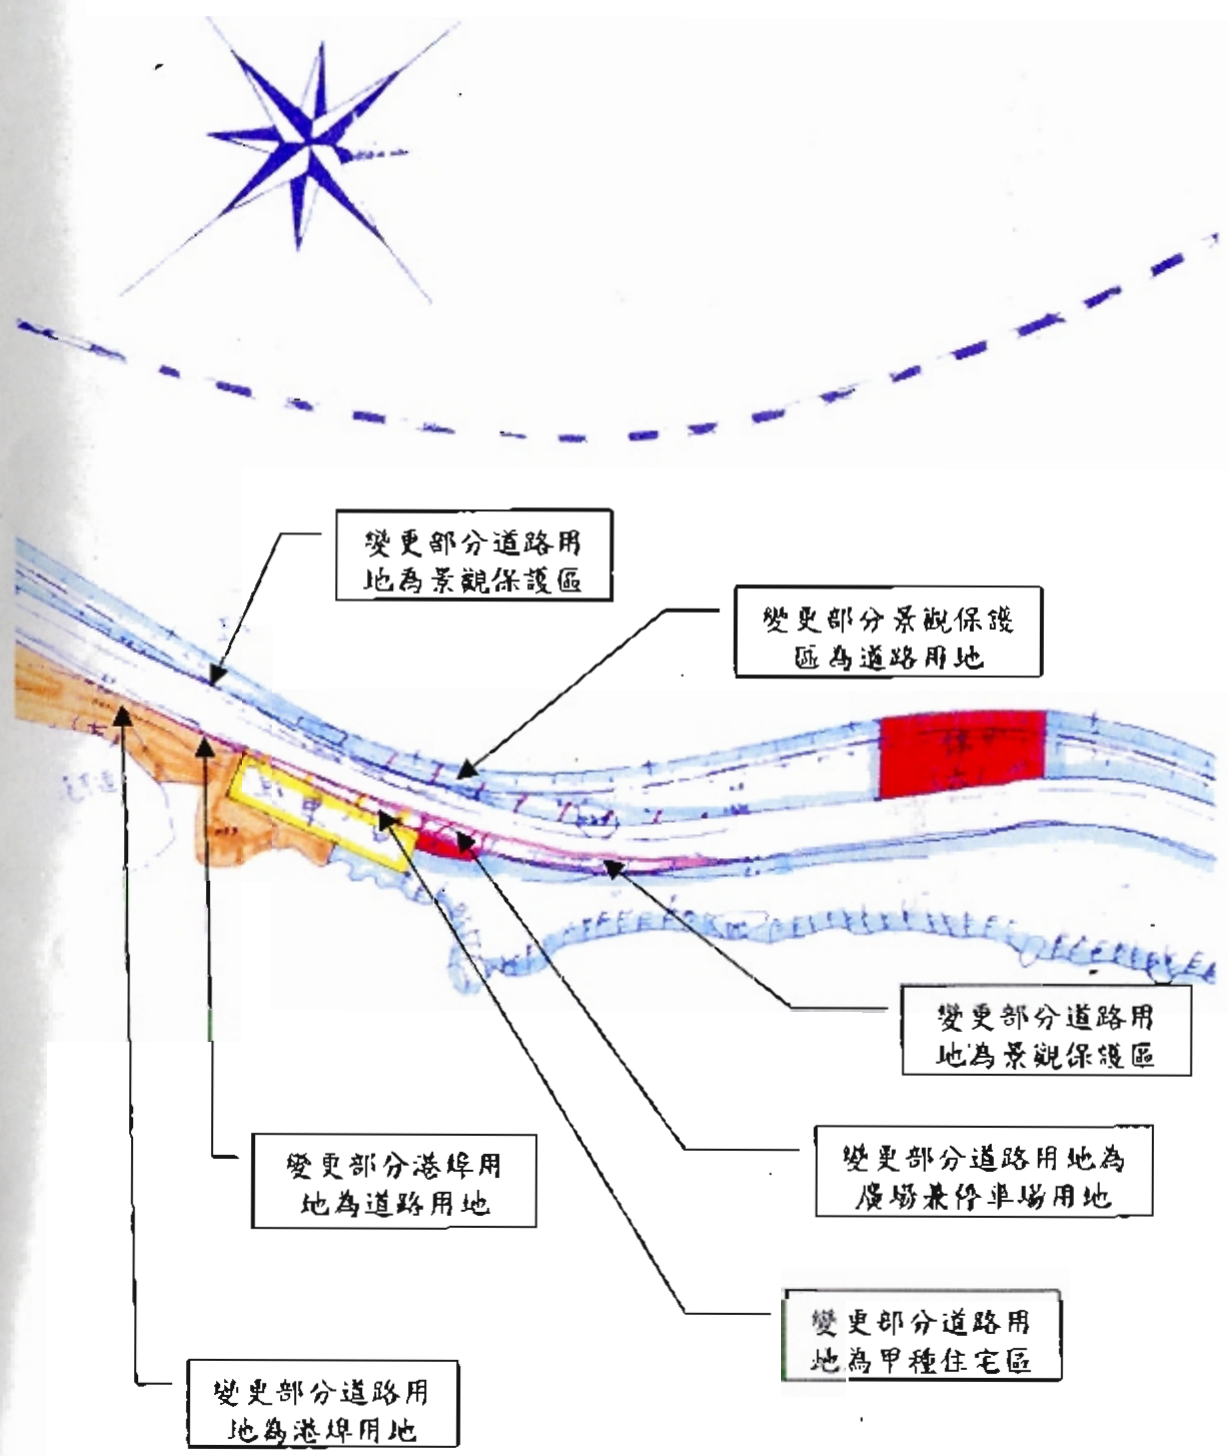 變更部分道路用
地為景觀保護區
變更部分景觀保護
區為道路用地
變更部分道路用
地為景觀保護區
變更部分港埠用
地為道路用地
變更部分道路用地為
廣場兼停車場用地
變更部分道路用
地為甲種住宅區
變更部分道路用
地為港埠用地
甲